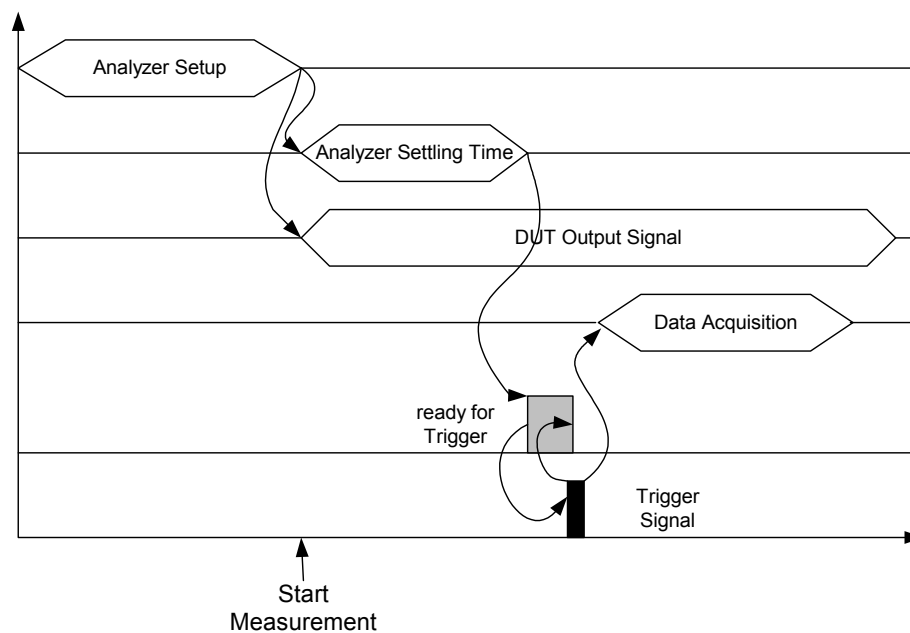 Analyzer Setup
Analyzer Settling Time
DUT Output Signal
Data Acquisition
ready for
Trigger
Trigger
Signal
Start
Measurement